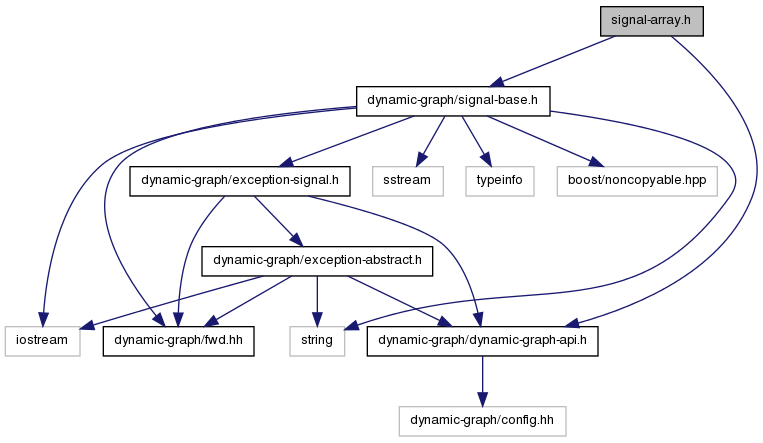 signal-array.h
dynamic-graph/signal-base.h
dynamic-graph/exception-signal.h
sstream
typeinfo
boost/noncopyable.hpp
dynamic-graph/exception-abstract.h
iostream
dynamic-graph/fwd.hh
string
dynamic-graph/dynamic-graph-api.h
dynamic-graph/config.hh